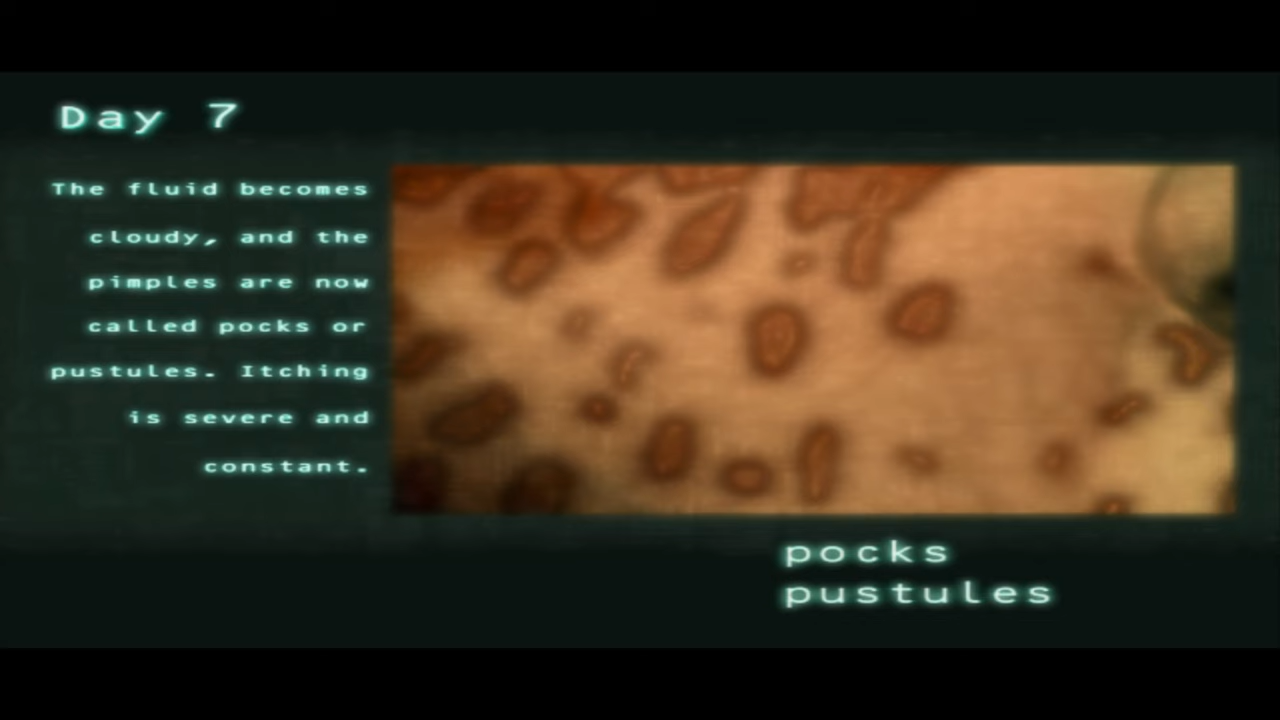 Day 7
The fluid becomes
cloudy, and the
pimples are now
called pocks or
pustules. Itching
is severe and
constant.
pocks
pustules